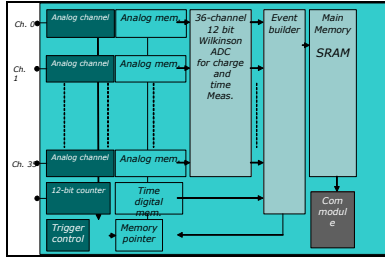 Ch. 0
Analog channel
Analog mem.
36-channel
12 bit
Wilkinson
ADC
for charge
and
time
Meas.
Event
builder
Main
Memory
SRAM
Ch.
1
Analog channel
Analog mem.
Ch. 35
Analog channel
Analog mem.
12-bit counter
Time
digital
mem.
Com
modul
e
Trigger
control
Memory
pointer